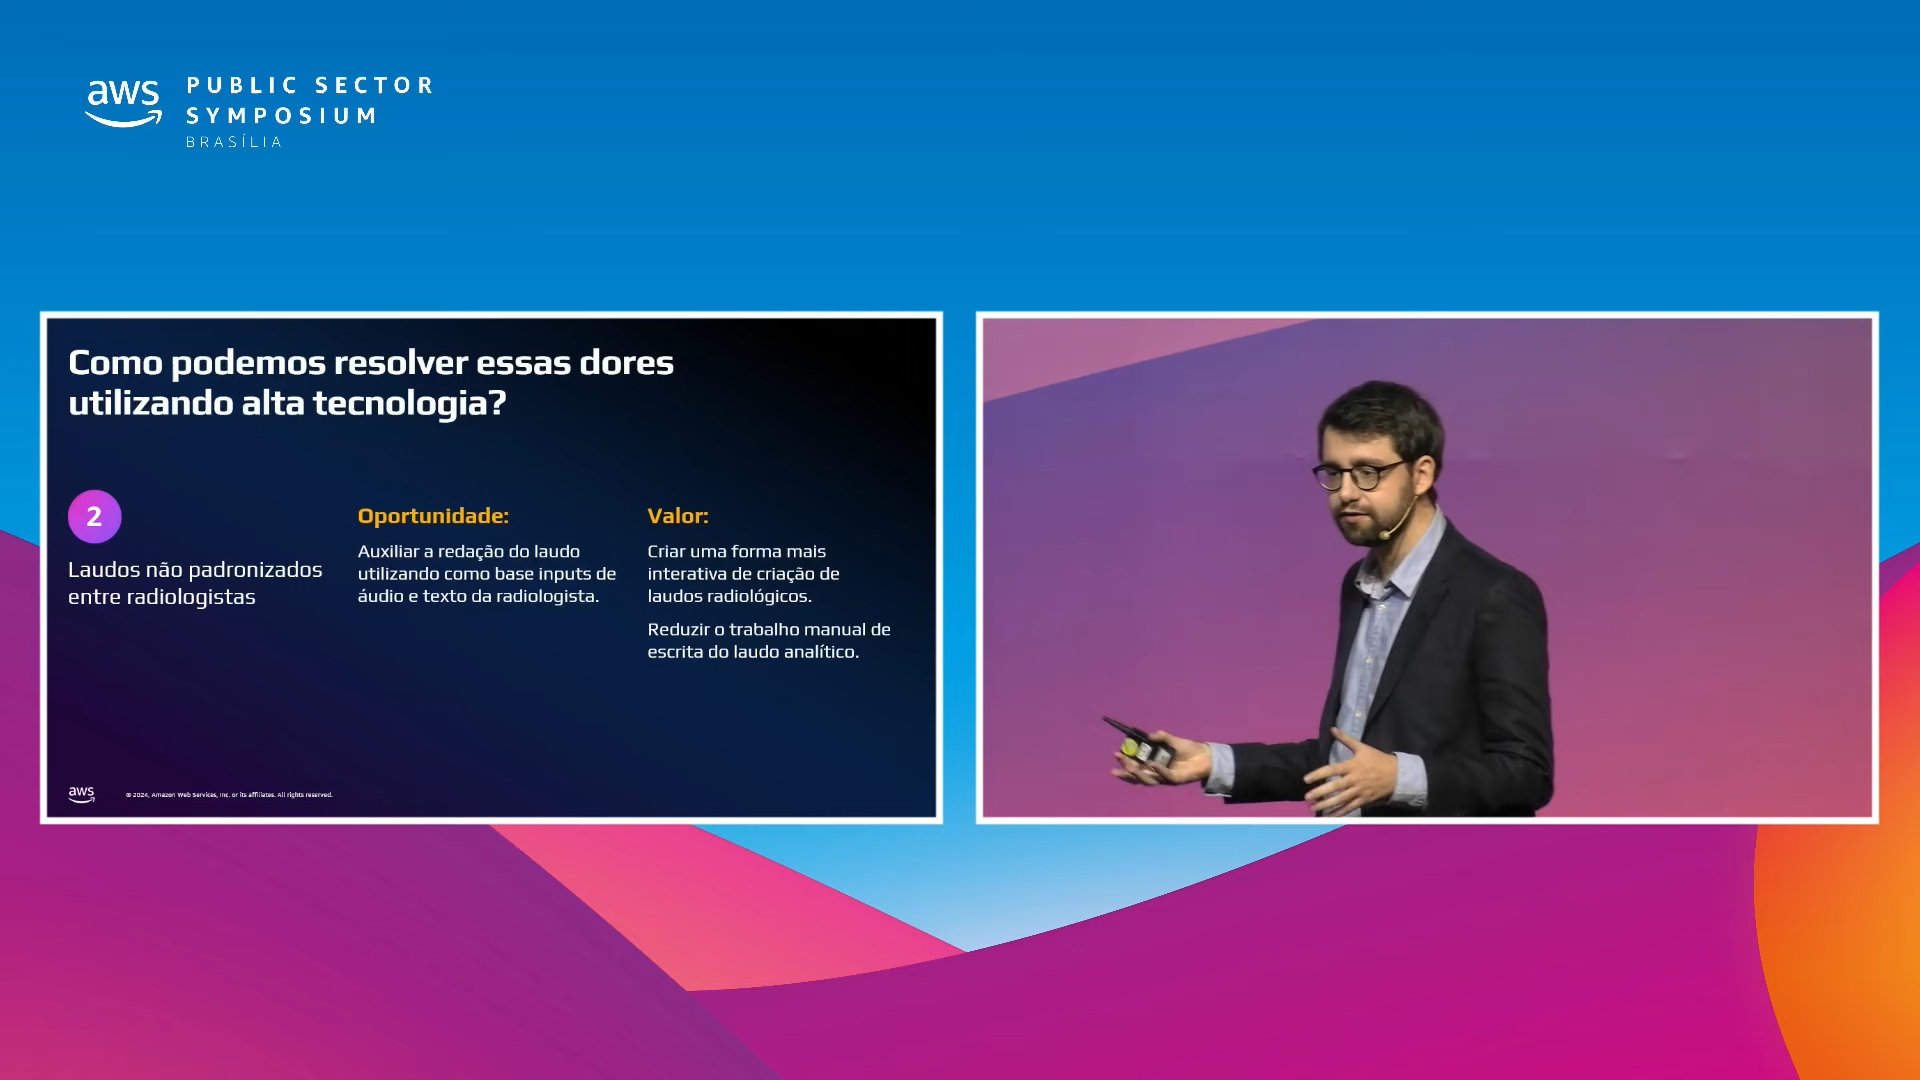 aws
PUBLIC SECTOR
SYMPOSIUM
BRASÍLIA
Como podemos resolver essas dores
utilizando alta tecnologia?
2
Laudos não padronizados
entre radiologistas
Oportunidade:
Auxiliar a redação do laudo
utilizando como base inputs de
áudio e texto da radiologista.
Valor:
Criar uma forma mais
interativa de criação de
laudos radiológicos.
Reduzir o trabalho manual de
escrita do laudo analítico.
aws
© 2024, Amazon Web Services, Inc. or its affiliates. All rights reserved.